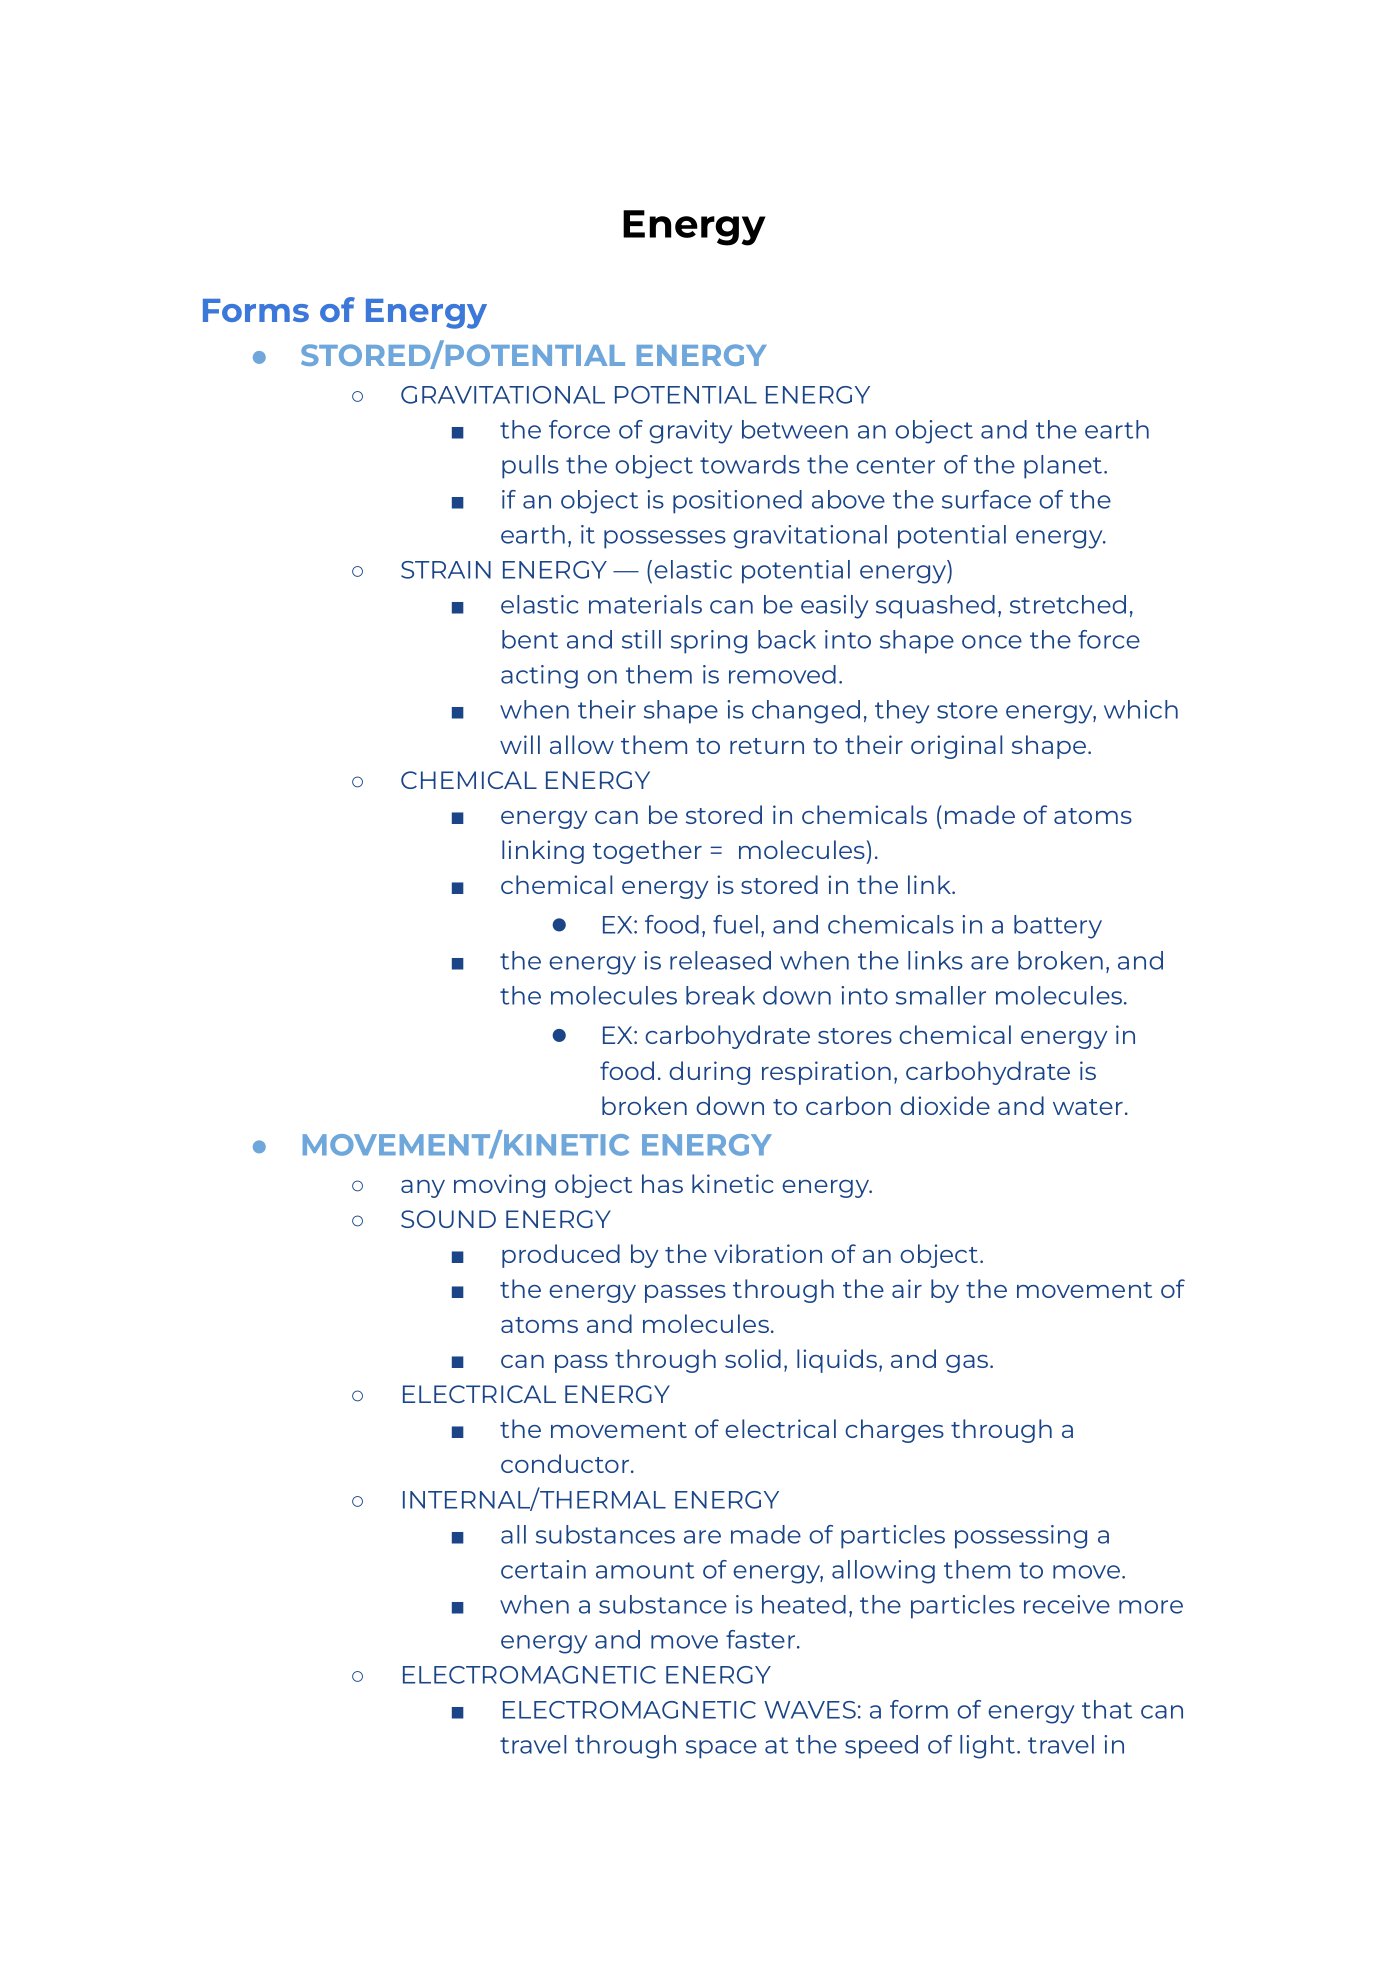 Energy
Forms of Energy
● STORED/POTENTIAL ENERGY
○ GRAVITATIONAL POTENTIAL ENERGY
■ the force of gravity between an object and the earth
pulls the object towards the center of the planet.
■ if an object is positioned above the surface of the
earth, it possesses gravitational potential energy.
○ STRAIN ENERGY — (elastic potential energy)
■ elastic materials can be easily squashed, stretched,
bent and still spring back into shape once the force
acting on them is removed.
■ when their shape is changed, they store energy, which
will allow them to return to their original shape.
○ CHEMICAL ENERGY
■ energy can be stored in chemicals (made of atoms
linking together =  molecules).
■ chemical energy is stored in the link.
● EX: food, fuel, and chemicals in a battery
■ the energy is released when the links are broken, and
the molecules break down into smaller molecules.
● EX: carbohydrate stores chemical energy in
food. during respiration, carbohydrate is
broken down to carbon dioxide and water.
● MOVEMENT/KINETIC ENERGY
○ any moving object has kinetic energy.
○ SOUND ENERGY
■ produced by the vibration of an object.
■ the energy passes through the air by the movement of
atoms and molecules.
■ can pass through solid, liquids, and gas.
○ ELECTRICAL ENERGY
■ the movement of electrical charges through a
conductor.
○ INTERNAL/THERMAL ENERGY
■ all substances are made of particles possessing a
certain amount of energy, allowing them to move.
■ when a substance is heated, the particles receive more
energy and move faster.
○ ELECTROMAGNETIC ENERGY
■ ELECTROMAGNETIC WAVES: a form of energy that can
travel through space at the speed of light. travel in